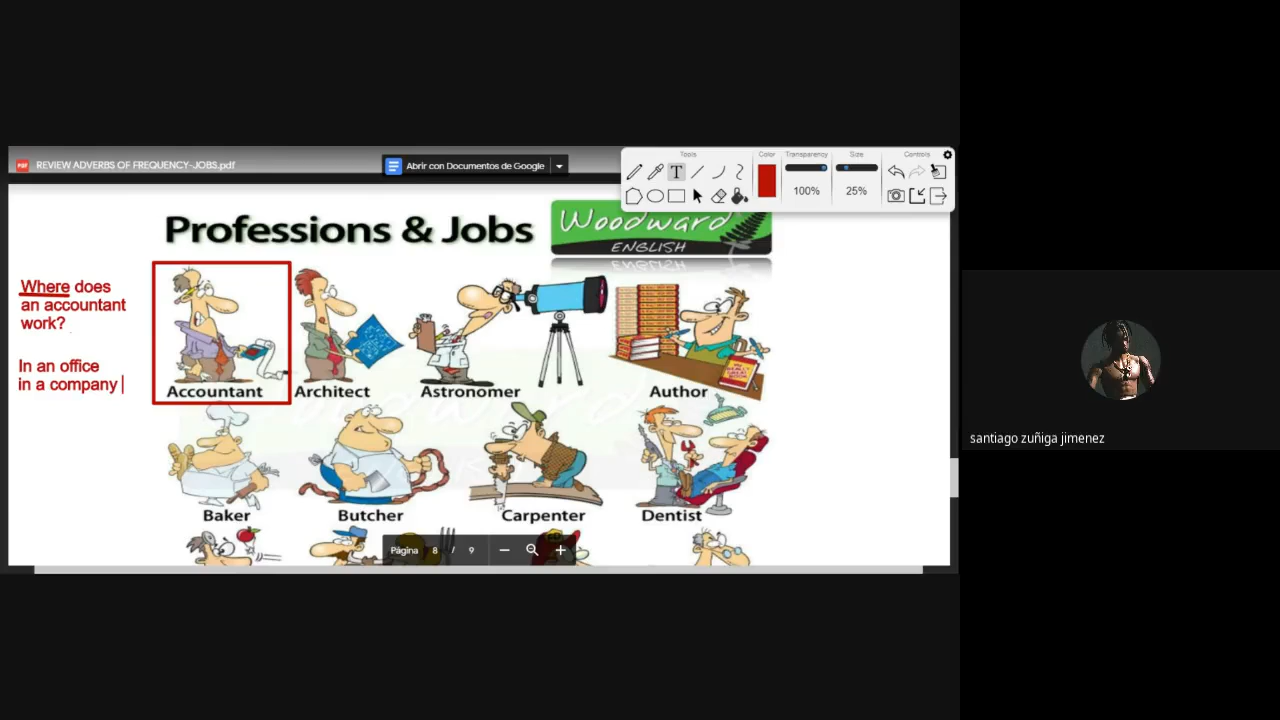 REVIEW ADVERBS OF FREQUENCY-JOBS.pdf
Abrir con Documentos de Google
Tools
Color
Transparency
Size
Controls
100%
25%
Professions & Jobs
Woodward
ENGLISH
Where does
an accountant
work?
In an office
in a company
Accountant
Architect
Astronomer
Author
Baker
Butcher
Carpenter
Dentist
Página 8 / 9
santiago zuñiga jimenez